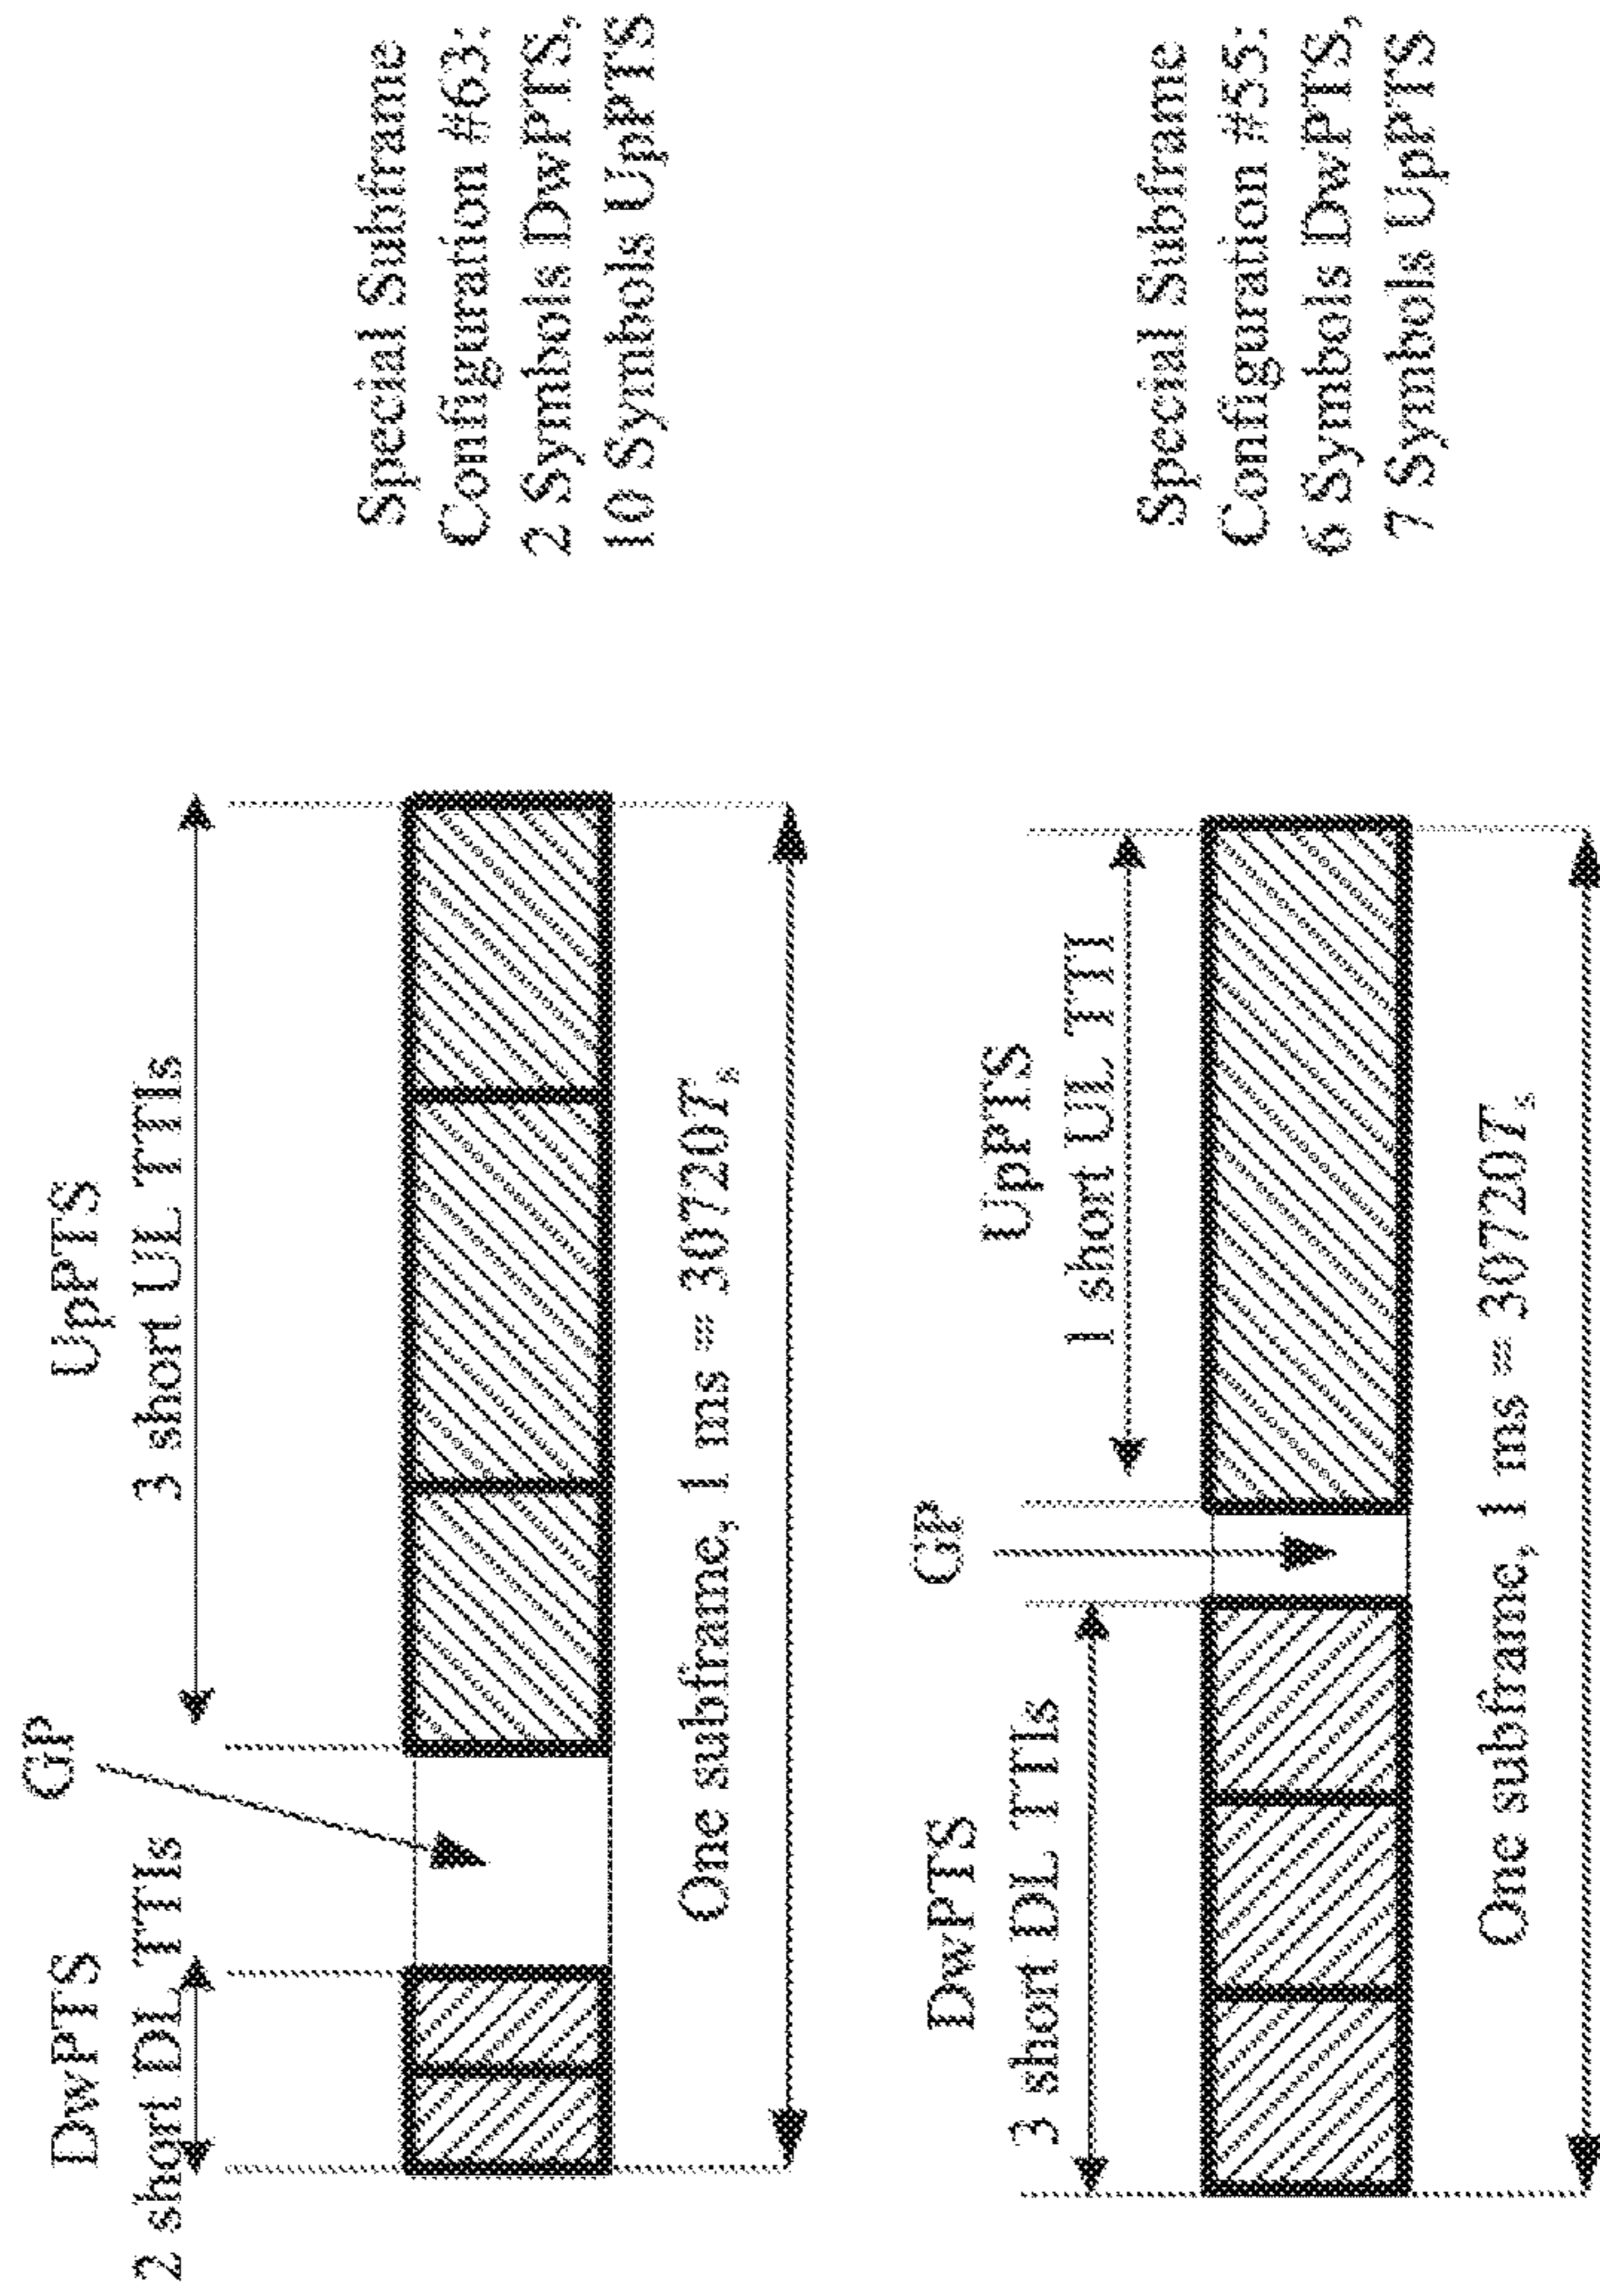 DwPTS
2 short DL TTIs
GP
UpPTS
3 short UL TTIs
One subframe, 1 ms = 30720Tₛ
Special Subframe
Configuration #63:
2 Symbols DwPTS,
10 Symbols UpPTS
DwPTS
3 short DL TTIs
GP
UpPTS
1 short UL TTI
One subframe, 1 ms = 30720Tₛ
Special Subframe
Configuration #55:
6 Symbols DwPTS,
7 Symbols UpPTS